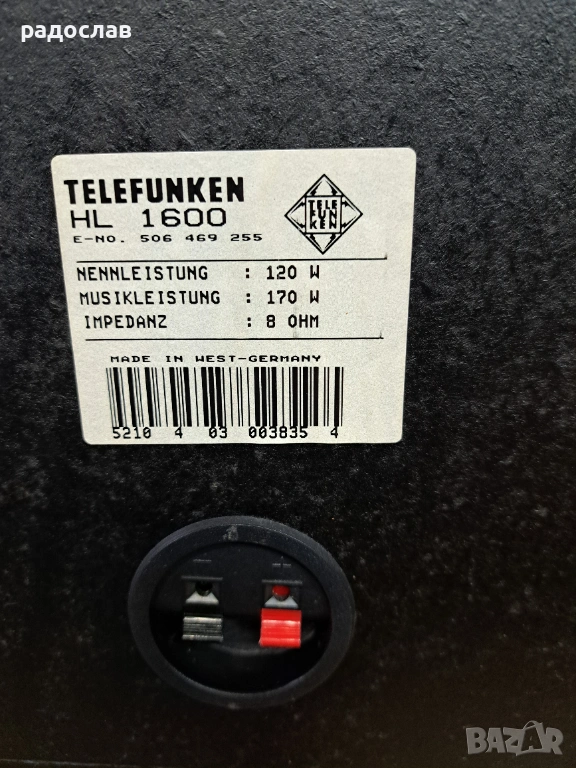 радослав
TELEFUNKEN
HL 1600
E-NO. 506 469 255
TELE
FUN
KEN
NENNLEISTUNG : 120 W
MUSIKLEISTUNG : 170 W
IMPEDANZ : 8 OHM
MADE IN WEST-GERMANY
5210 4 03 003835 4
- +
BAZAR